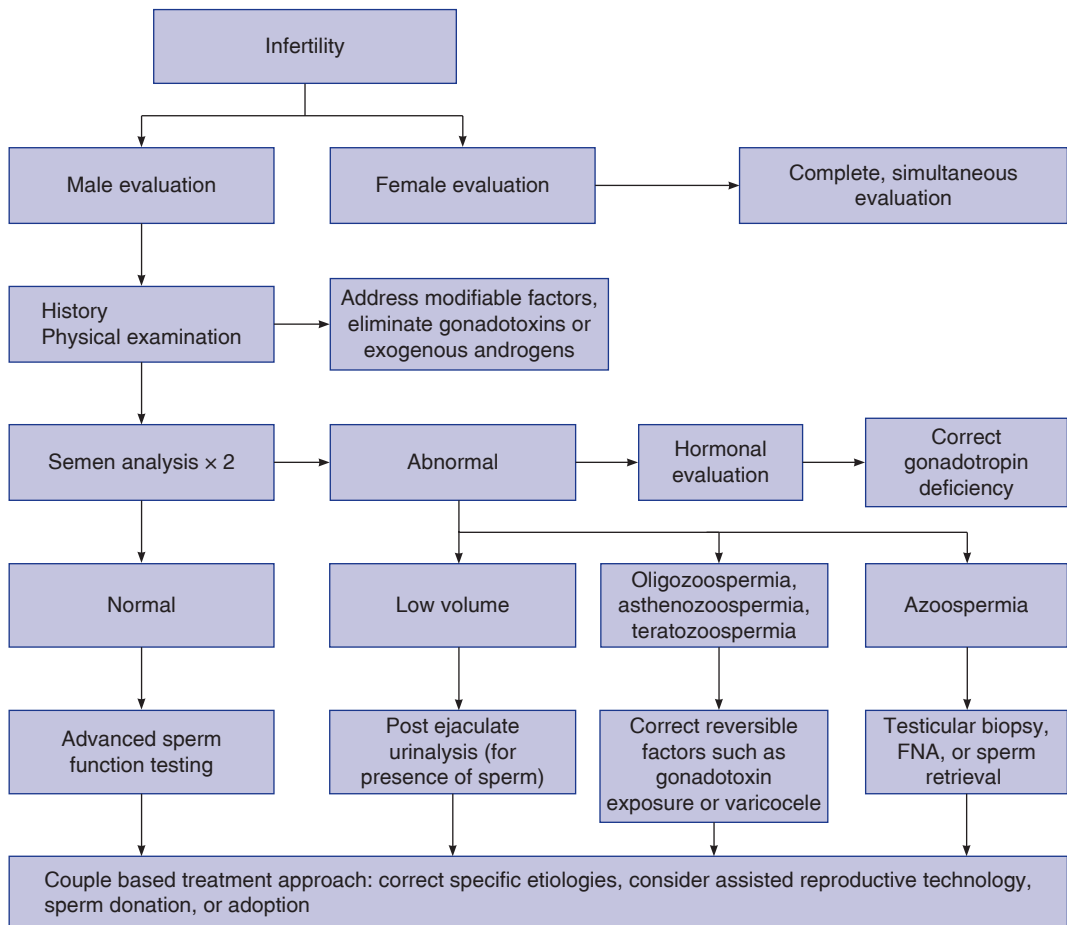 Infertility
Male evaluation
Female evaluation
Complete, simultaneous
evaluation
History
Physical examination
Address modifiable factors,
eliminate gonadotoxins or
exogenous androgens
Semen analysis × 2
Abnormal
Hormonal
evaluation
Correct
gonadotropin
deficiency
Normal
Low volume
Oligozoospermia,
asthenozoospermia,
teratozoospermia
Azoospermia
Advanced sperm
function testing
Post ejaculate
urinalysis (for
presence of sperm)
Correct reversible
factors such as
gonadotoxin
exposure or varicocele
Testicular biopsy,
FNA, or sperm
retrieval
Couple based treatment approach: correct specific etiologies, consider assisted reproductive technology,
sperm donation, or adoption